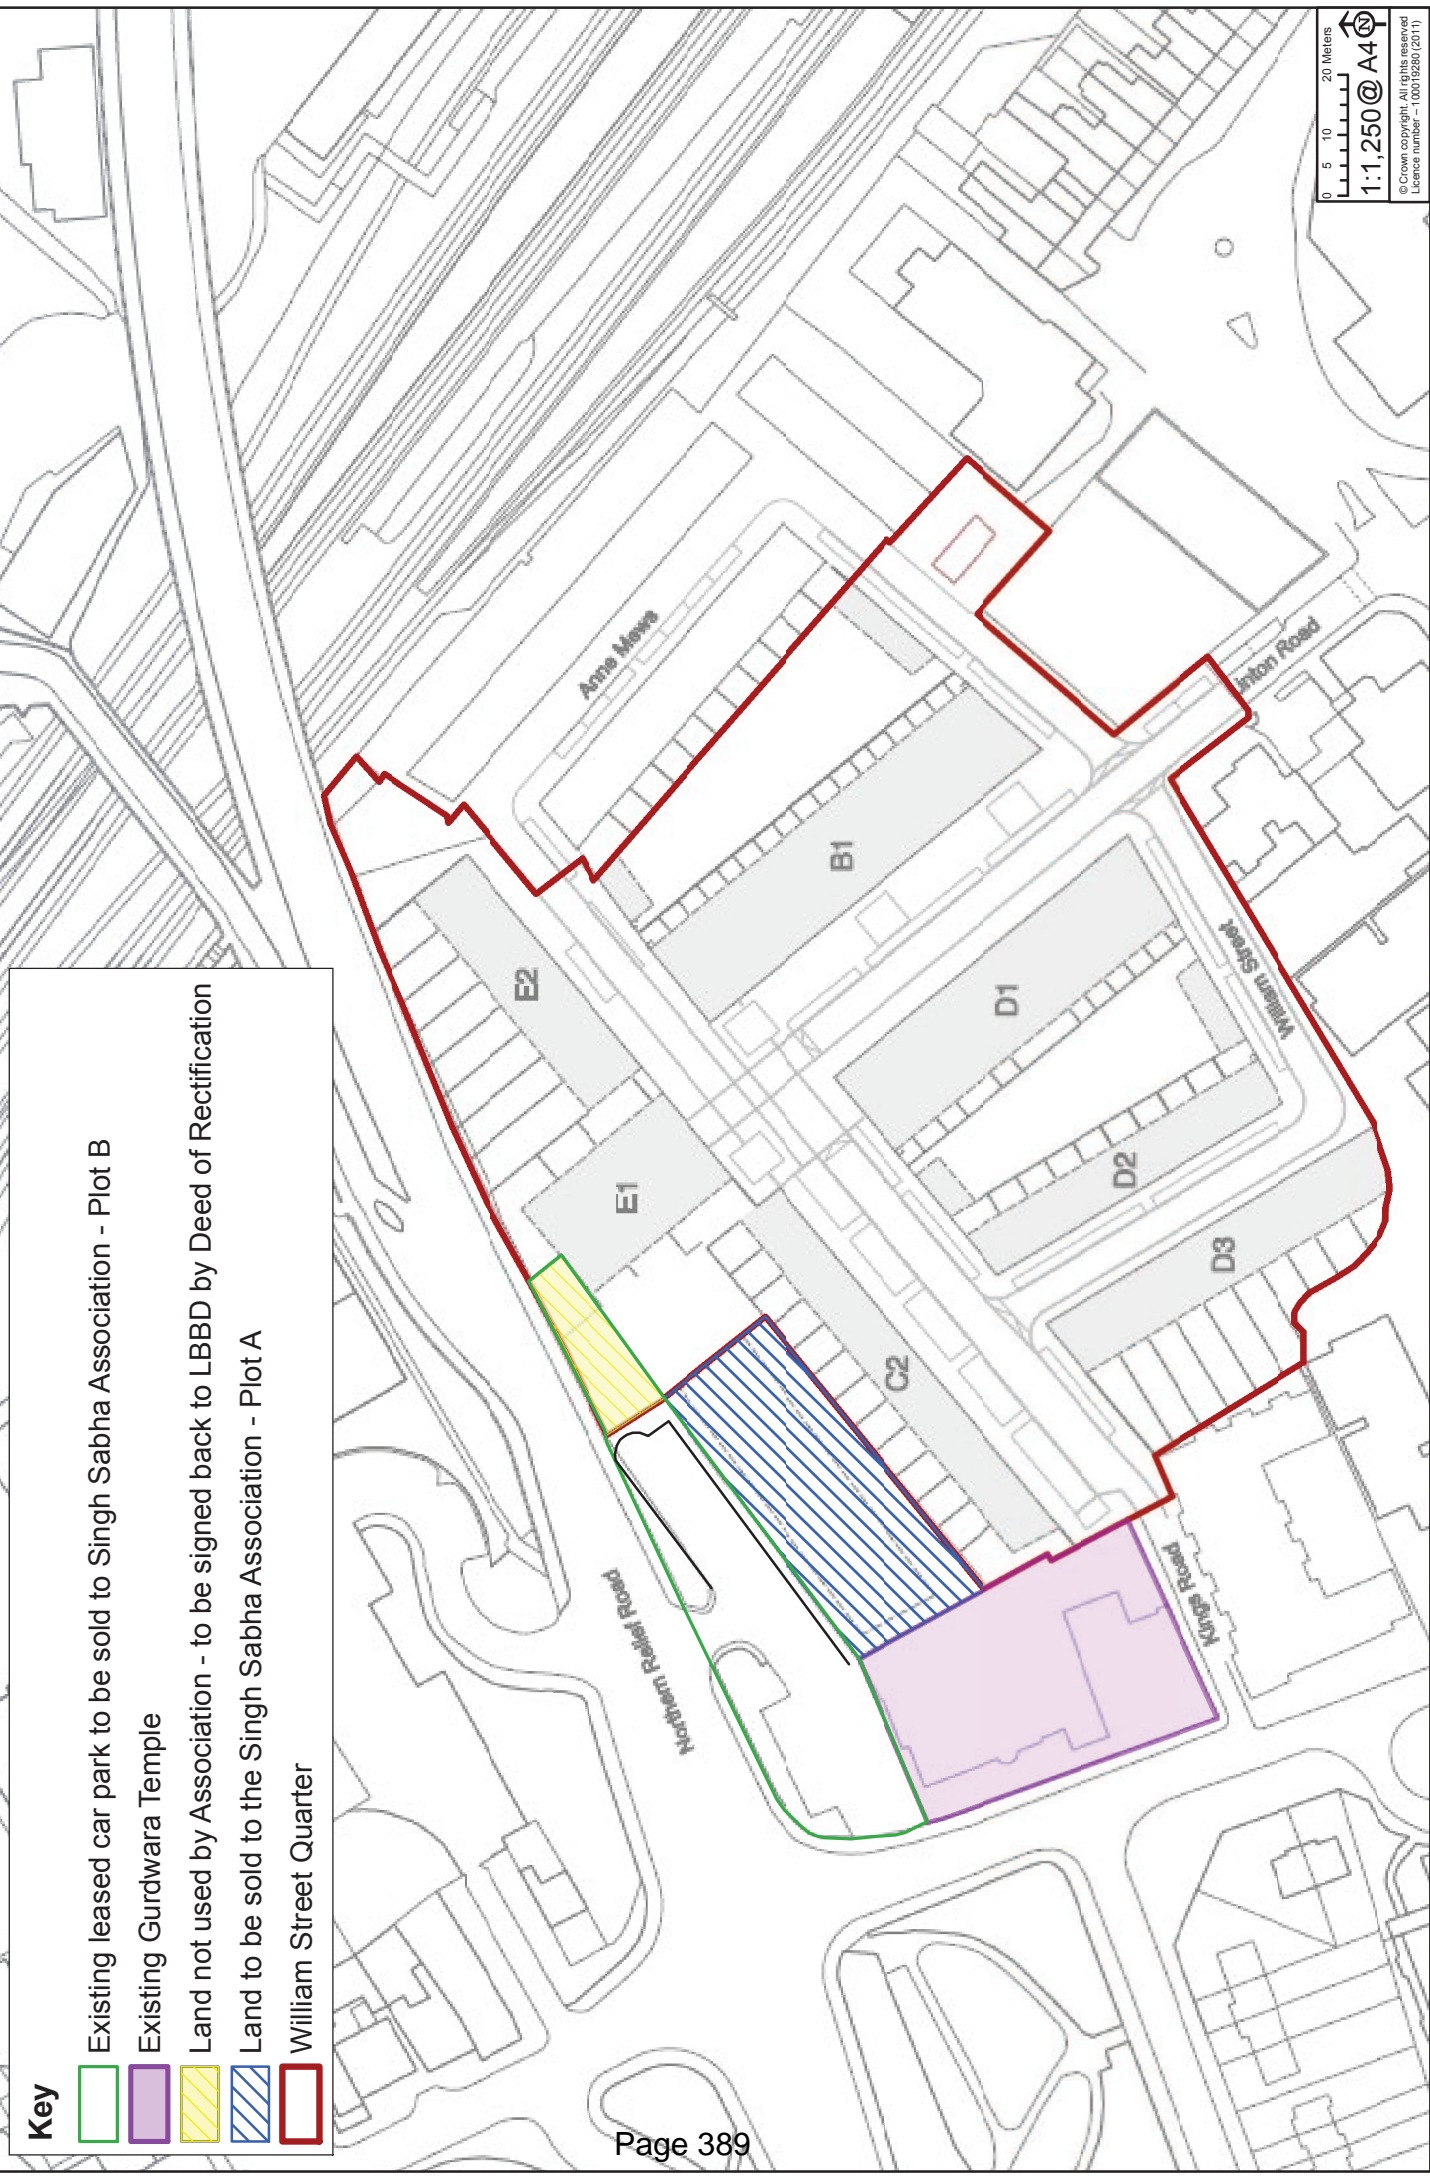 Key
Existing leased car park to be sold to Singh Sabha Association - Plot B
Existing Gurdwara Temple
Land not used by Association - to be signed back to LBBD by Deed of Rectification
Land to be sold to the Singh Sabha Association - Plot A
William Street Quarter
Northern Relief Road
Kings Road
Anne Mews
William Street
inton Road
E2
E1
B1
D1
D2
D3
C2
0 5 10 20 Meters
1:1,250@ A4
N
© Crown copyright. All rights reserved
Licence number – 100019280 (2011)
Page 389